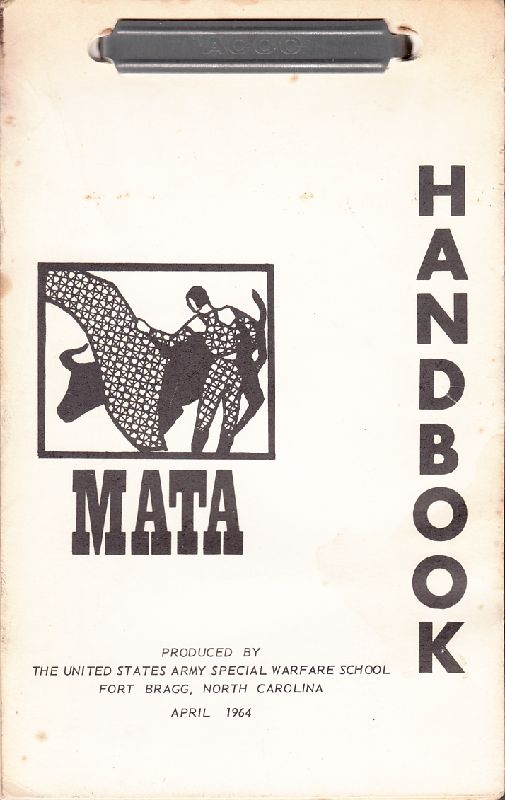 ACCO
HANDBOOK
MATA
PRODUCED BY
THE UNITED STATES ARMY SPECIAL WARFARE SCHOOL
FORT BRAGG, NORTH CAROLINA
APRIL 1964